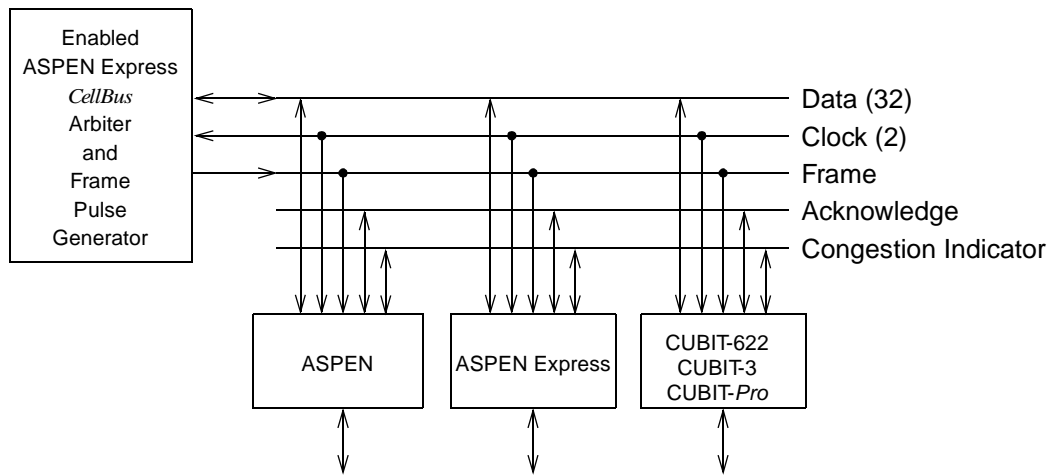 Enabled
ASPEN Express
CellBus
Arbiter
and
Frame
Pulse
Generator
Data (32)
Clock (2)
Frame
Acknowledge
Congestion Indicator
ASPEN
ASPEN Express
CUBIT-622
CUBIT-3
CUBIT-Pro